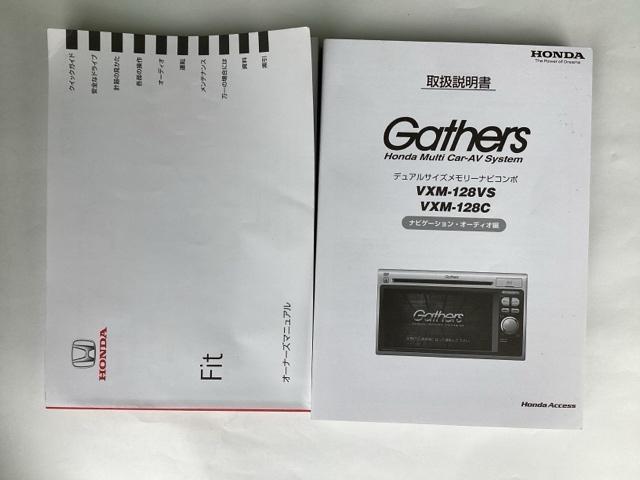 クイックガイド
安全なドライブ
計器の見かた
各部の操作
オーディオ
運転
メンテナンス
万一の場合には
資料
索引
HONDA
Fit
オーナーズマニュアル
HONDA
The Power of Dreams
取扱説明書
Gathers
Honda Multi Car-AV System
デュアルサイズメモリーナビコンポ
VXM-128VS
VXM-128C
ナビゲーション・オーディオ編
Gathers
Gathers
Honda Access